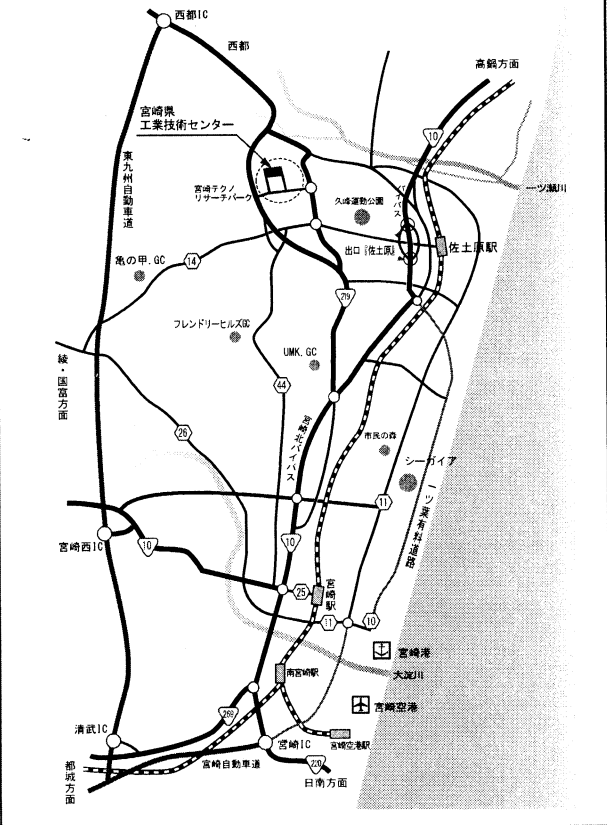 西都IC
西都
高鍋方面
宮崎県
工業技術センター
10
東九州自動車道
宮崎テクノ
リサーチパーク
久峰運動公園
バイパス
一ツ瀬川
出口『佐土原』
佐土原駅
亀の甲.GC
14
219
フレンドリーヒルズGC
UMK.GC
綾・国富方面
44
26
宮崎北バイパス
市民の森
シーガイア
11
一ツ葉有料道路
宮崎西IC
10
10
25
宮崎駅
11
10
宮崎港
南宮崎駅
大淀川
269
宮崎空港
清武IC
宮崎IC
宮崎空港駅
都城方面
宮崎自動車道
220
日南方面